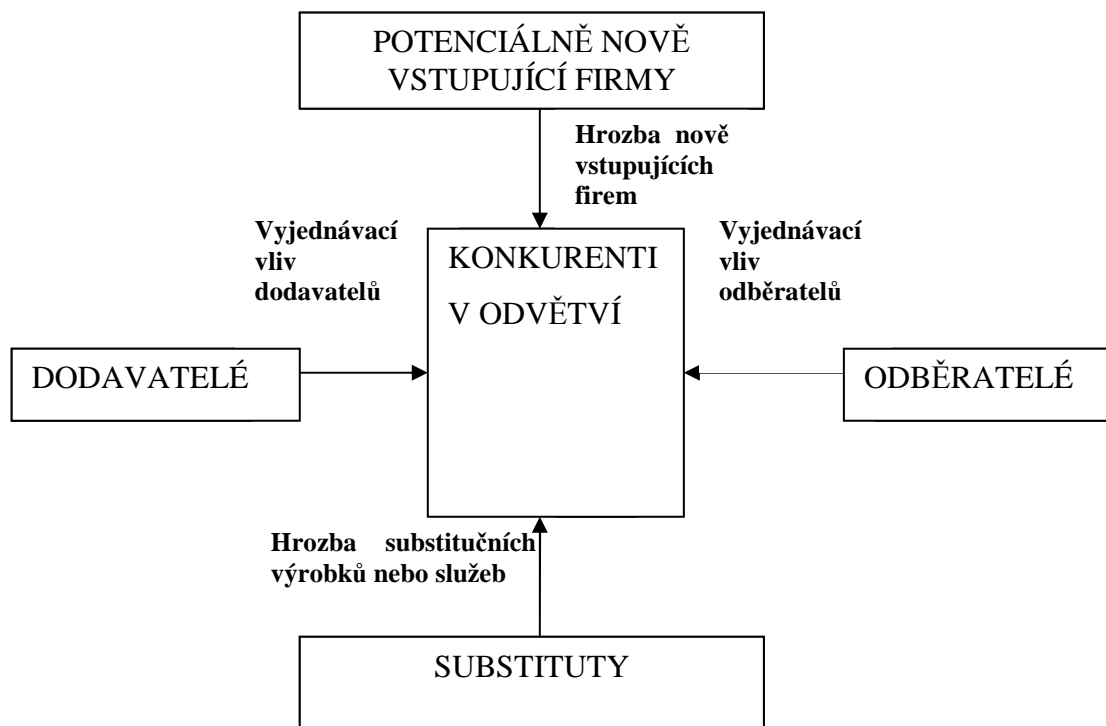 POTENCIÁLNĚ NOVĚ
VSTUPUJÍCÍ FIRMY
Hrozba nově
vstupujících
firem
Vyjednávací
vliv
dodavatelů
KONKURENTI
V ODVĚTVÍ
Vyjednávací
vliv
odběratelů
DODAVATELÉ
ODBĚRATELÉ
Hrozba substitučních
výrobků nebo služeb
SUBSTITUTY